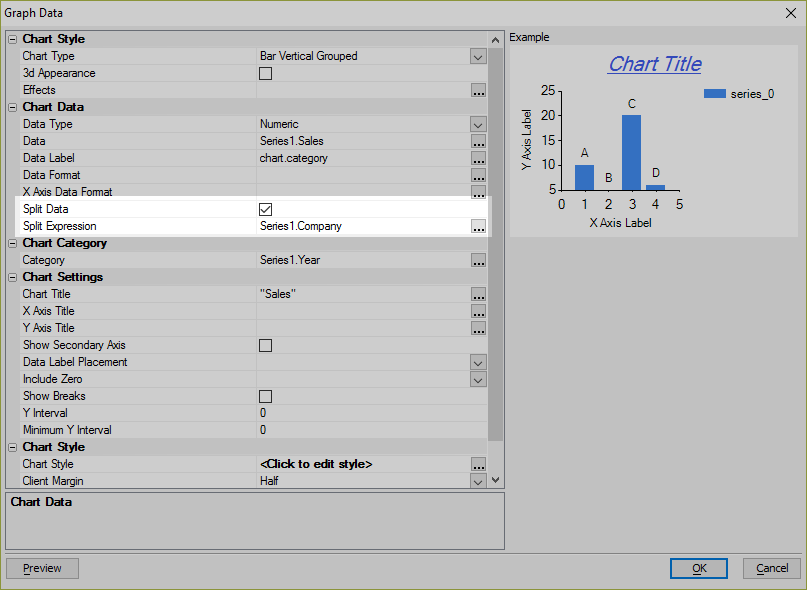 Graph Data
Chart Style
Chart Type Bar Vertical Grouped
3d Appearance
Effects ...
Chart Data
Data Type Numeric
Data Series1.Sales ...
Data Label chart.category ...
Data Format ...
X Axis Data Format ...
Split Data
Split Expression Series1.Company ...
Chart Category
Category Series1.Year ...
Chart Settings
Chart Title "Sales" ...
X Axis Title ...
Y Axis Title ...
Show Secondary Axis
Data Label Placement
Include Zero
Show Breaks
Y Interval 0
Minimum Y Interval 0
Chart Style
Chart Style <Click to edit style> ...
Client Margin Half
Chart Data
Example
Chart Title
series_0
Y Axis Label
25
20
15
10
5
A B C D
0 1 2 3 4 5
X Axis Label
Preview OK Cancel